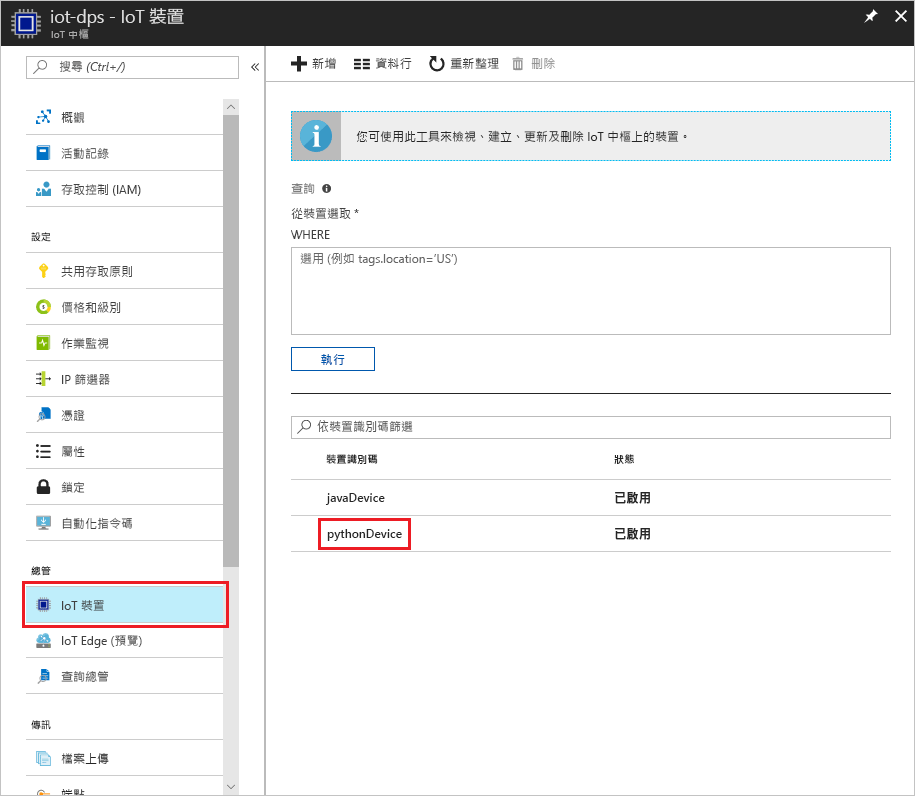 iot-dps - IoT 裝置
IoT 中樞
搜尋 (Ctrl+/)
概觀
活動記錄
存取控制 (IAM)
設定
共用存取原則
價格和級別
作業監視
IP 篩選器
憑證
屬性
鎖定
自動化指令碼
總管
IoT 裝置
IoT Edge (預覽)
查詢總管
傳訊
檔案上傳
端點
新增 資料行 重新整理 刪除
您可使用此工具來檢視、建立、更新及刪除 IoT 中樞上的裝置。
查詢
從裝置選取 *
WHERE
選用 (例如 tags.location='US')
執行
依裝置識別碼篩選
裝置識別碼 狀態
javaDevice 已啟用
pythonDevice 已啟用